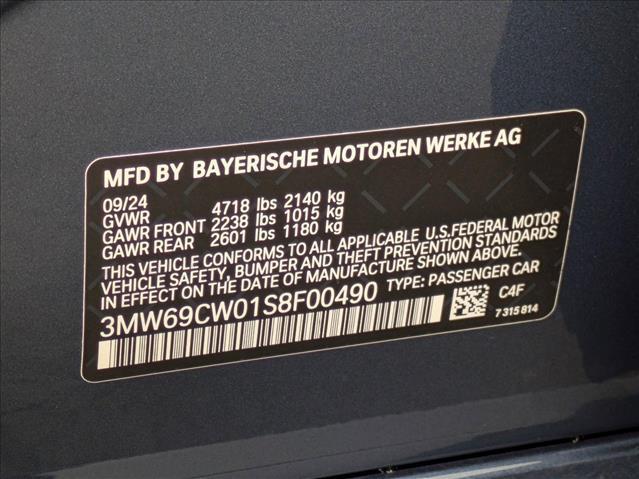 MFD BY BAYERISCHE MOTOREN WERKE AG
09/24
GVWR 4718 lbs 2140 kg
GAWR FRONT 2238 lbs 1015 kg
GAWR REAR 2601 lbs 1180 kg
THIS VEHICLE CONFORMS TO ALL APPLICABLE U.S.FEDERAL MOTOR
VEHICLE SAFETY, BUMPER AND THEFT PREVENTION STANDARDS
IN EFFECT ON THE DATE OF MANUFACTURE SHOWN ABOVE.
3MW69CW01S8F00490 TYPE: PASSENGER CAR
C4F
7 315 814